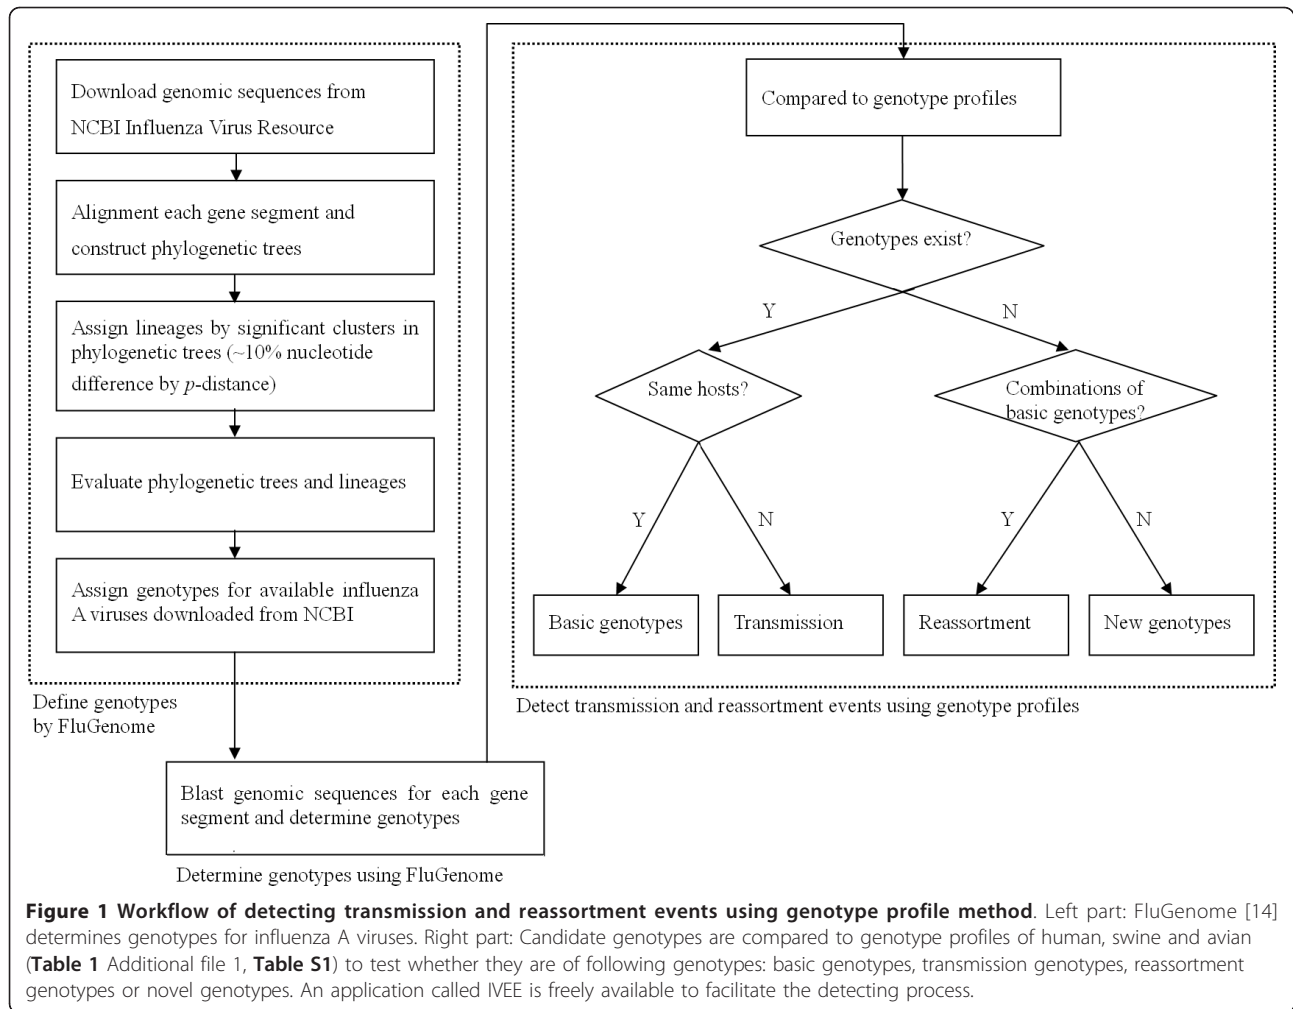 Download genomic sequences from
NCBI Influenza Virus Resource
Alignment each gene segment and
construct phylogenetic trees
Assign lineages by significant clusters in
phylogenetic trees (~10% nucleotide
difference by p-distance)
Evaluate phylogenetic trees and lineages
Assign genotypes for available influenza
A viruses downloaded from NCBI
Define genotypes
by FluGenome
Blast genomic sequences for each gene
segment and determine genotypes
Determine genotypes using FluGenome
Compared to genotype profiles
Genotypes exist?
Y
N
Same hosts?
Combinations of
basic genotypes?
Y
N
Y
N
Basic genotypes
Transmission
Reassortment
New genotypes
Detect transmission and reassortment events using genotype profiles
Figure 1 Workflow of detecting transmission and reassortment events using genotype profile method. Left part: FluGenome [14]
determines genotypes for influenza A viruses. Right part: Candidate genotypes are compared to genotype profiles of human, swine and avian
(Table 1 Additional file 1, Table S1) to test whether they are of following genotypes: basic genotypes, transmission genotypes, reassortment
genotypes or novel genotypes. An application called IVEE is freely available to facilitate the detecting process.